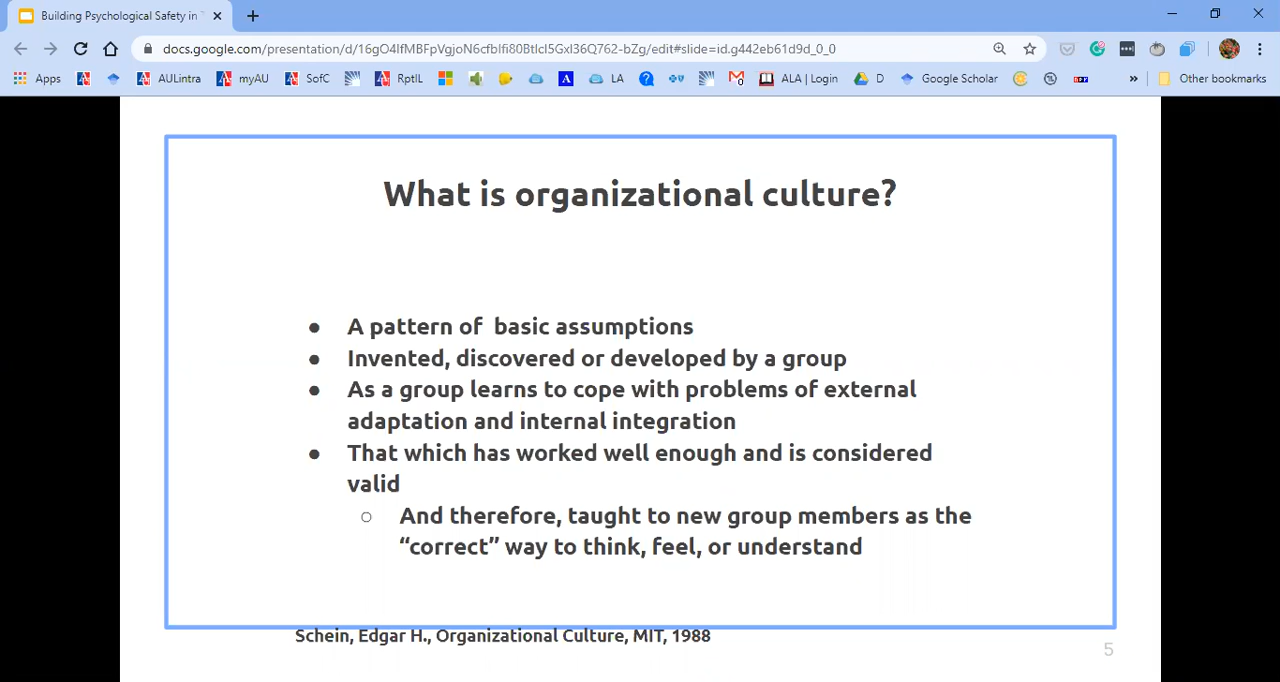 Building Psychological Safety in
docs.google.com/presentation/d/16gO4lfMBFpVgjoN6cfblfi80BtIcI5GxI36Q762-bZg/edit#slide=id.g442eb61d9d_0_0
Apps AULintra myAU SofC RptIL LA ALA | Login D Google Scholar » Other bookmarks
What is organizational culture?
● A pattern of basic assumptions
● Invented, discovered or developed by a group
● As a group learns to cope with problems of external
adaptation and internal integration
● That which has worked well enough and is considered
valid
○ And therefore, taught to new group members as the
“correct” way to think, feel, or understand
Schein, Edgar H., Organizational Culture, MIT, 1988
5